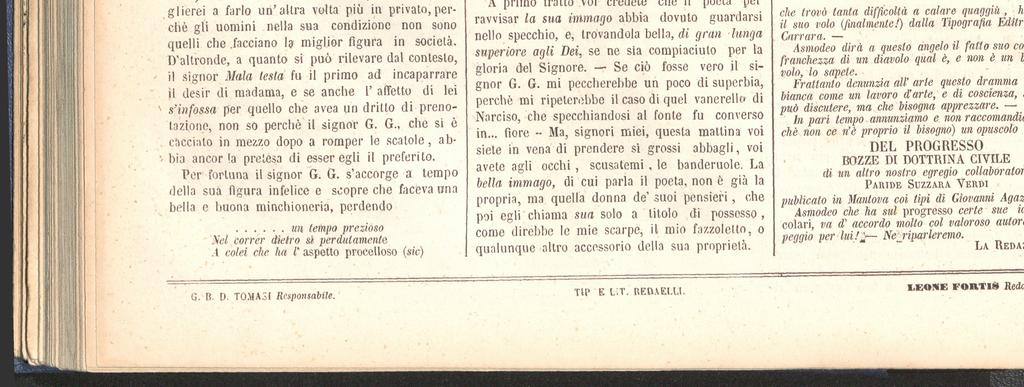 glierei a farlo un'altra volta più in privato, per-
chè gli uomini nella sua condizione non sono
quelli che facciano la miglior figura in società.
D'altronde, a quanto si può rilevare dal contesto,
il signor Mala testa fu il primo ad incaparrare
il desir di madama, e se anche l'affetto di lei
s'infossa per quello che avea un dritto di preno-
tazione, non so perchè il signor G. G., che si è
cacciato in mezzo dopo a romper le scatole, ab-
bia ancor la pretesa di esser egli il preferito.
Per fortuna il signor G. G. s'accorge a tempo
della sua figura infelice e scopre che faceva una
bella e buona minchioneria, perdendo
. . . . . . un tempo prezioso
Nel correr dietro sì perdutamente
A colei che ha l'aspetto procelloso (sic)
A primo tratto voi credete che il poeta per
ravvisar la sua immago abbia dovuto guardarsi
nello specchio, e, trovandola bella, di gran lunga
superiore agli Dei, se ne sia compiaciuto per la
gloria del Signore. — Se ciò fosse vero il si-
gnor G. G. mi peccherebbe un poco di superbia,
perchè mi ripeterebbe il caso di quel vanerello di
Narciso, che specchiandosi al fonte fu converso
in... fiore -- Ma, signori miei, questa mattina voi
siete in vena di prendere sì grossi abbagli, voi
avete agli occhi, scusatemi, le banderuole. La
bella immago, di cui parla il poeta, non è già la
propria, ma quella donna de' suoi pensieri, che
poi egli chiama sua solo a titolo di possesso,
come direbbe le mie scarpe, il mio fazzoletto, o
qualunque altro accessorio della sua proprietà.
che trovò tanta difficoltà a calare quaggiù,
il suo volo (finalmente!) dalla Tipografia
Carrara. —
Asmodeo dirà a questo angelo il fatto suo
franchezza di un diavolo qual è, e non è un
volo, lo sapete.
Frattanto denunzia all'arte questo dramma
bianca come un lavoro d'arte, e di coscienza,
può discutere, ma che bisogna apprezzare. —
In pari tempo annunziamo e non
chè non ce n'è proprio il bisogno) un opuscolo
DEL PROGRESSO
BOZZE DI DOTTRINA CIVILE
di un altro nostro egregio
PARIDE SUZZARA VERDI
publicato in Mantova coi tipi di Giovanni
Asmodeo che ha sul progresso certe sue
colari, va d'accordo molto col valoroso
peggio per lui! — Ne riparleremo.
LA
G. B. D. TOMASI Responsabile.
TIP E LIT. REDAELLI.
LEONE FORTIS